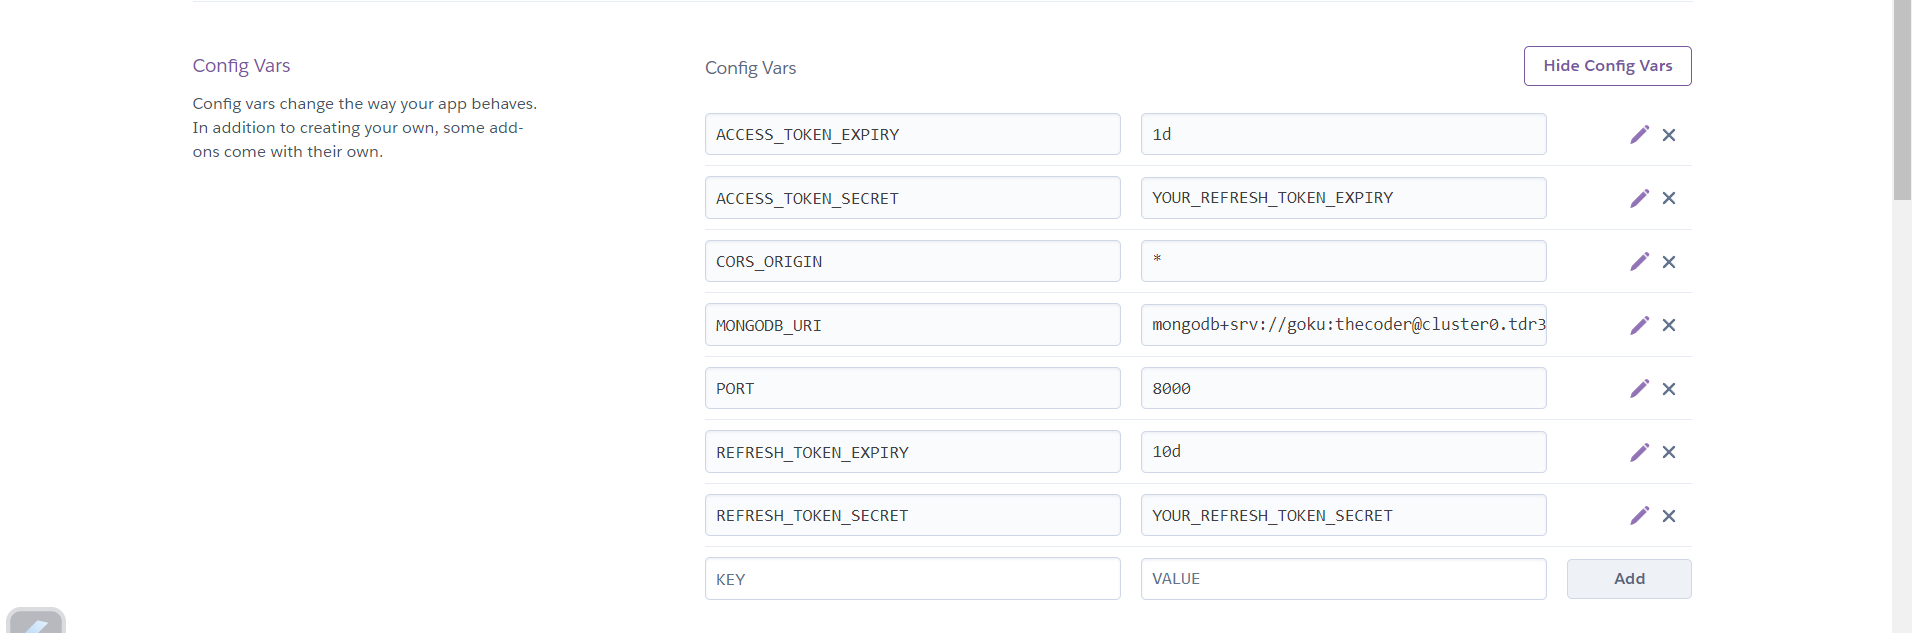 Config Vars
Config vars change the way your app behaves.
In addition to creating your own, some add-
ons come with their own.
Config Vars
Hide Config Vars
ACCESS_TOKEN_EXPIRY 1d
ACCESS_TOKEN_SECRET YOUR_REFRESH_TOKEN_EXPIRY
CORS_ORIGIN *
MONGODB_URI mongodb+srv://goku:thecoder@cluster0.tdr3
PORT 8000
REFRESH_TOKEN_EXPIRY 10d
REFRESH_TOKEN_SECRET YOUR_REFRESH_TOKEN_SECRET
KEY VALUE Add